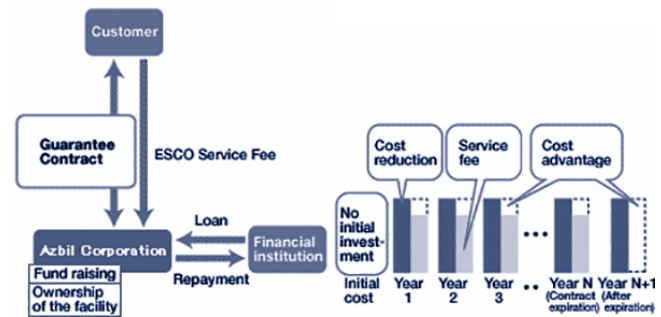 Customer
Guarantee
Contract
ESCO Service Fee
Azbil Corporation
Fund raising
Ownership
of the facility
Loan
Repayment
Financial
institution
Cost
reduction
Service
fee
Cost
advantage
No
initial
invest-
ment
Initial
cost
Year
1
Year
2
Year
3
Year N
(Contract
expiration)
Year N+1
(After
expiration)